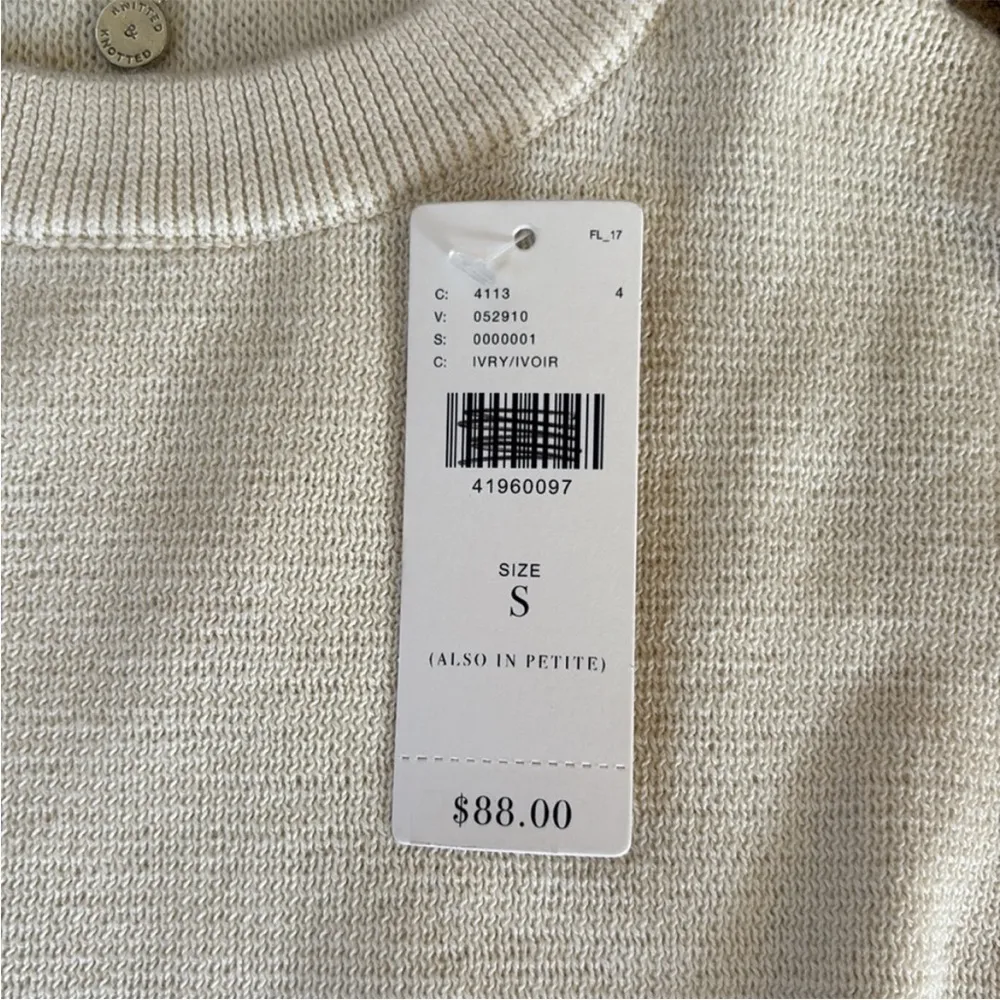 KNITTED
&
KNOTTED
FL_17
C: 4113 4
V: 052910
S: 0000001
C: IVRY/IVOIR
41960097
SIZE
S
(ALSO IN PETITE)
$88.00